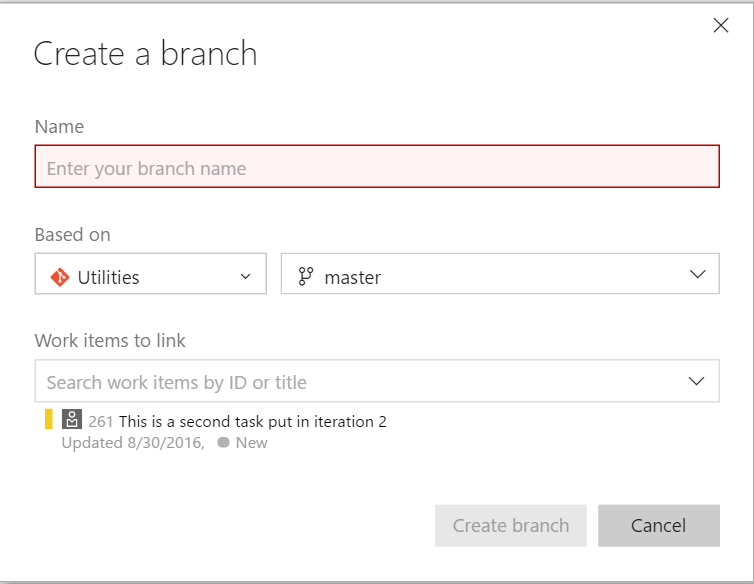 Create a branch
Name
Enter your branch name
Based on
Utilities
master
Work items to link
Search work items by ID or title
261 This is a second task put in iteration 2
Updated 8/30/2016, New
Create branch
Cancel